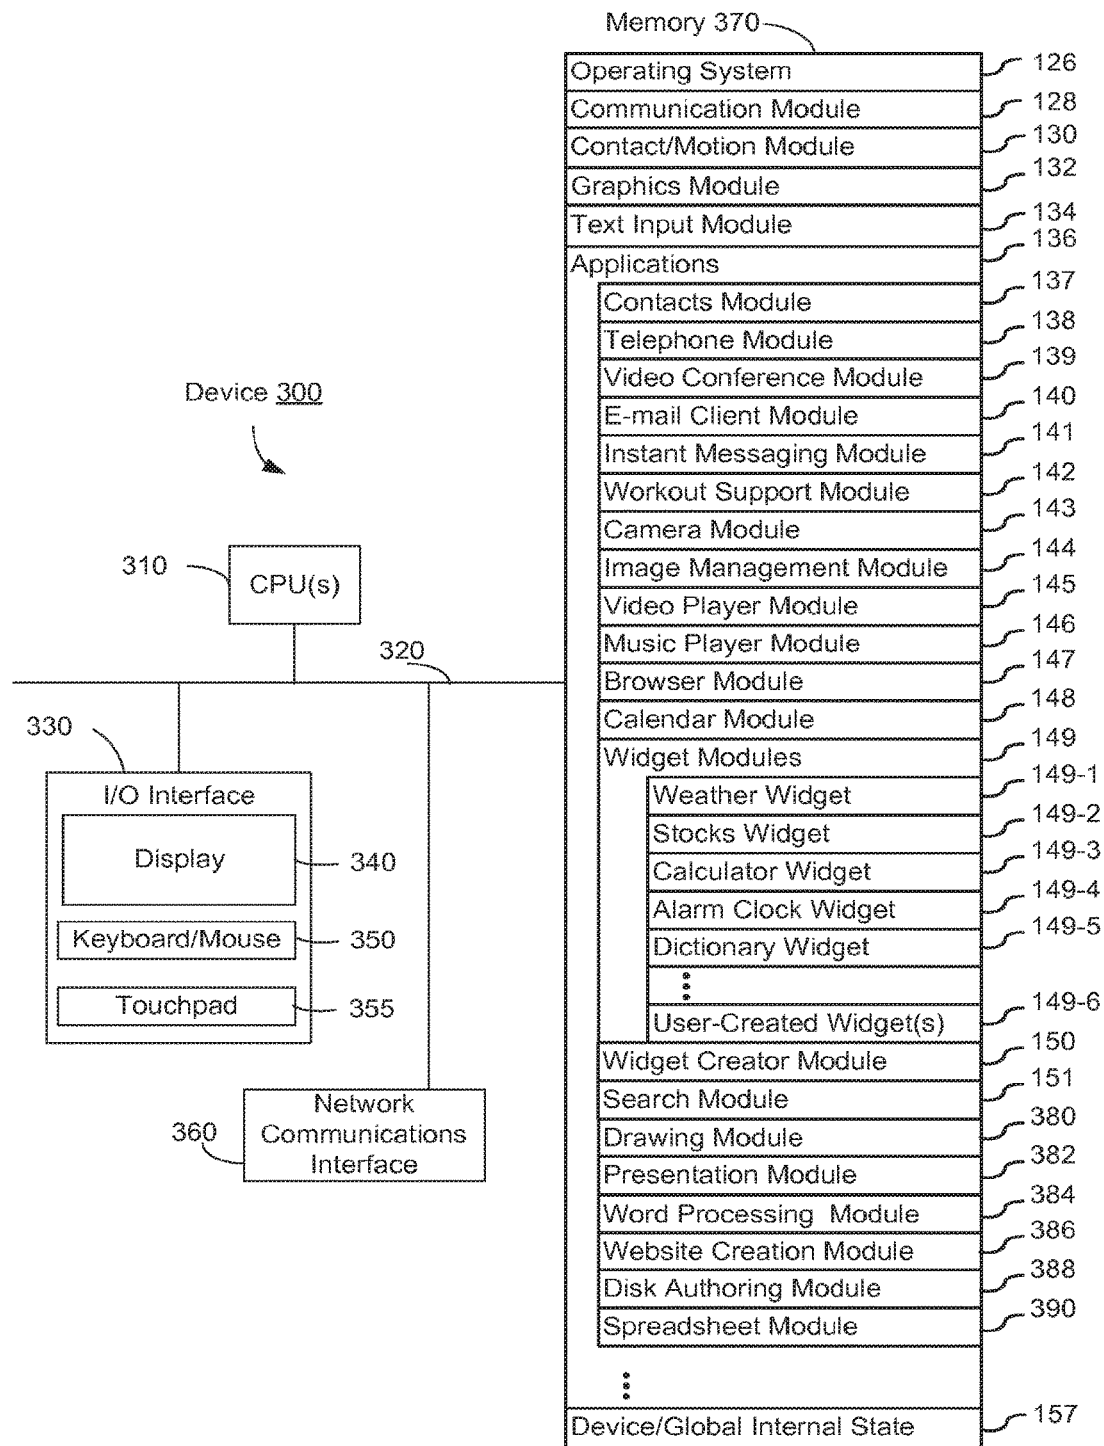 Memory 370
Operating System 126
Communication Module 128
Contact/Motion Module 130
Graphics Module 132
Text Input Module 134
Applications 136
Contacts Module 137
Telephone Module 138
Video Conference Module 139
E-mail Client Module 140
Instant Messaging Module 141
Workout Support Module 142
Camera Module 143
Image Management Module 144
Video Player Module 145
Music Player Module 146
Browser Module 147
Calendar Module 148
Widget Modules 149
Weather Widget 149-1
Stocks Widget 149-2
Calculator Widget 149-3
Alarm Clock Widget 149-4
Dictionary Widget 149-5
User-Created Widget(s) 149-6
Widget Creator Module 150
Search Module 151
Drawing Module 380
Presentation Module 382
Word Processing Module 384
Website Creation Module 386
Disk Authoring Module 388
Spreadsheet Module 390
Device/Global Internal State 157
Device 300
310
CPU(s)
320
330
I/O Interface
Display 340
Keyboard/Mouse 350
Touchpad 355
360
Network
Communications
Interface